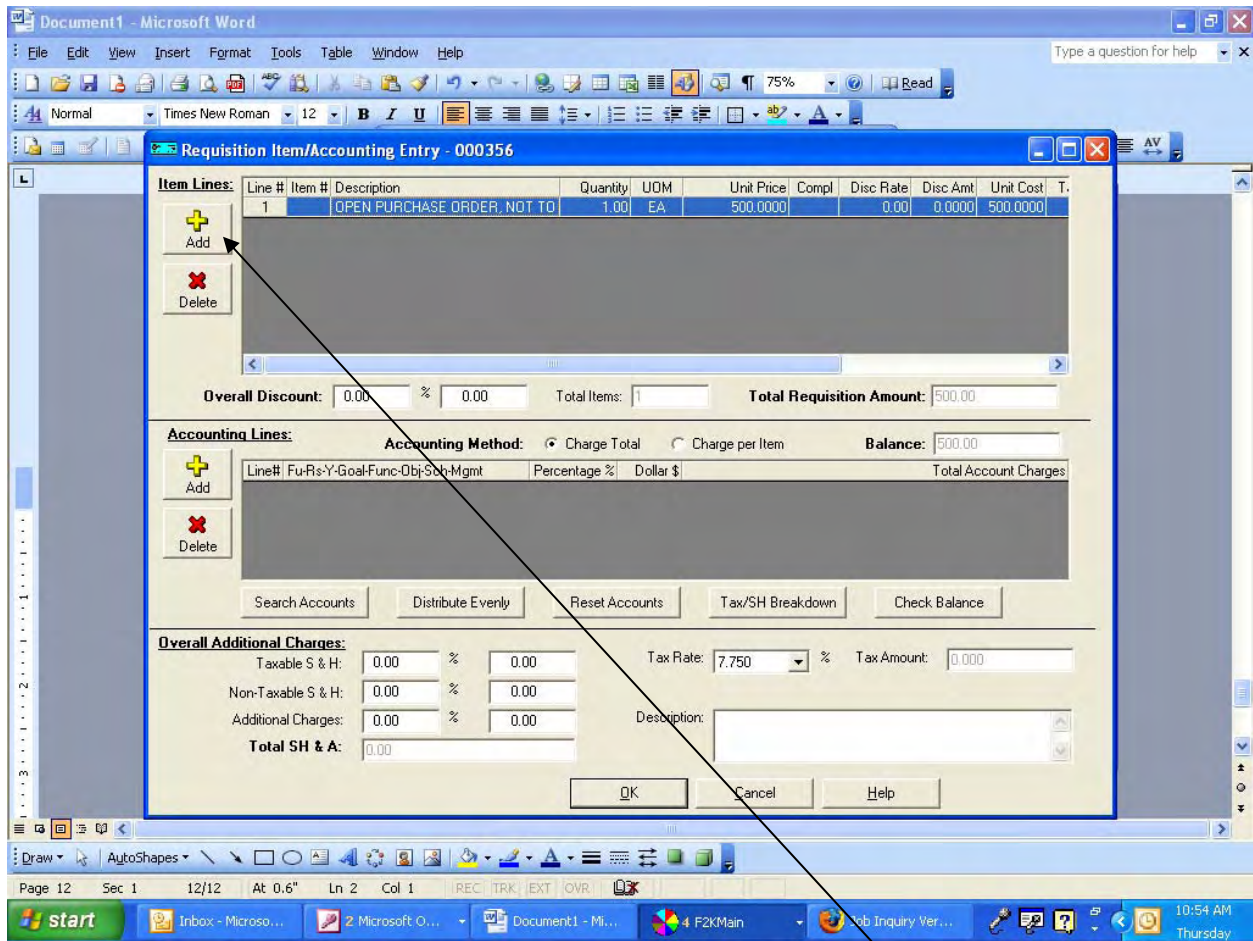 Document1 - Microsoft Word
File Edit View Insert Format Tools Table Window Help Type a question for help
75% Read
Normal Times New Roman 12 B I U
Requisition Item/Accounting Entry - 000356
Item Lines:
Line # Item # Description Quantity UOM Unit Price Compl Disc Rate Disc Amt Unit Cost T.
1 OPEN PURCHASE ORDER, NOT TO 1.00 EA 500.0000 0.00 0.0000 500.0000
Add
Delete
Overall Discount: 0.00 % 0.00 Total Items: 1 Total Requisition Amount: 500.00
Accounting Lines: Accounting Method: Charge Total Charge per Item Balance: 500.00
Line# Fu-Rs-Y-Goal-Func-Obj-Sch-Mgmt Percentage % Dollar $ Total Account Charges
Add
Delete
Search Accounts Distribute Evenly Reset Accounts Tax/SH Breakdown Check Balance
Overall Additional Charges:
Taxable S & H: 0.00 % 0.00 Tax Rate: 7.750 % Tax Amount: 0.000
Non-Taxable S & H: 0.00 % 0.00
Additional Charges: 0.00 % 0.00 Description:
Total SH & A: 0.00
OK Cancel Help
Draw AutoShapes
Page 12 Sec 1 12/12 At 0.6" Ln 2 Col 1 REC TRK EXT OVR
start Inbox - Microso... 2 Microsoft O... Document1 - Mi... 4 F2KMain Job Inquiry Ver... 10:54 AM
Thursday